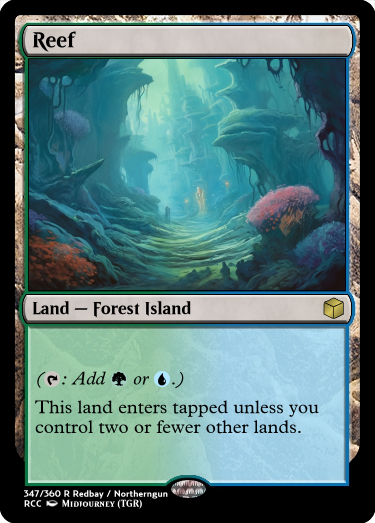 Reef
Land — Forest Island
(: Add or .)
This land enters tapped unless you
control two or fewer other lands.
347/360 R Redbay / Northerngun
RCC Midjourney (TGR)